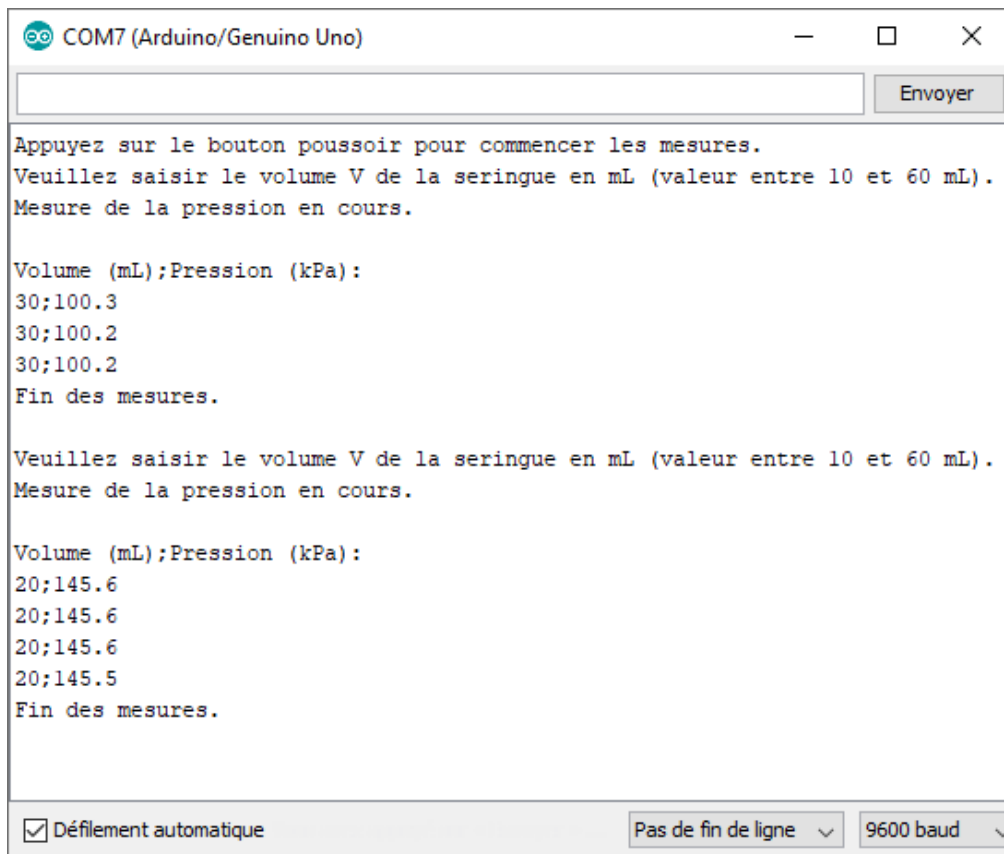 COM7 (Arduino/Genuino Uno)
Envoyer
Appuyez sur le bouton poussoir pour commencer les mesures.
Veuillez saisir le volume V de la seringue en mL (valeur entre 10 et 60 mL).
Mesure de la pression en cours.
Volume (mL);Pression (kPa):
30;100.3
30;100.2
30;100.2
Fin des mesures.
Veuillez saisir le volume V de la seringue en mL (valeur entre 10 et 60 mL).
Mesure de la pression en cours.
Volume (mL);Pression (kPa):
20;145.6
20;145.6
20;145.6
20;145.5
Fin des mesures.
Défilement automatique
Pas de fin de ligne
9600 baud